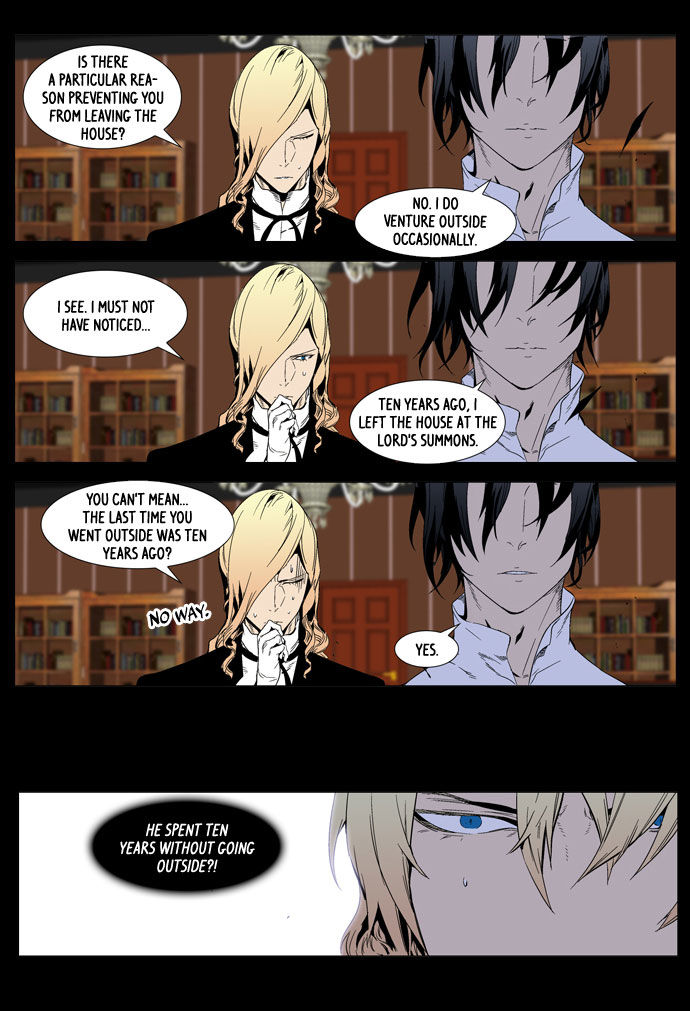 IS THERE
A PARTICULAR REA-
SON PREVENTING YOU
FROM LEAVING THE
HOUSE?
NO. I DO
VENTURE OUTSIDE
OCCASIONALLY.
I SEE. I MUST NOT
HAVE NOTICED...
TEN YEARS AGO, I
LEFT THE HOUSE AT THE
LORD'S SUMMONS.
YOU CAN'T MEAN...
THE LAST TIME YOU
WENT OUTSIDE WAS TEN
YEARS AGO?
NO WAY.
YES.
HE SPENT TEN
YEARS WITHOUT GOING
OUTSIDE?!